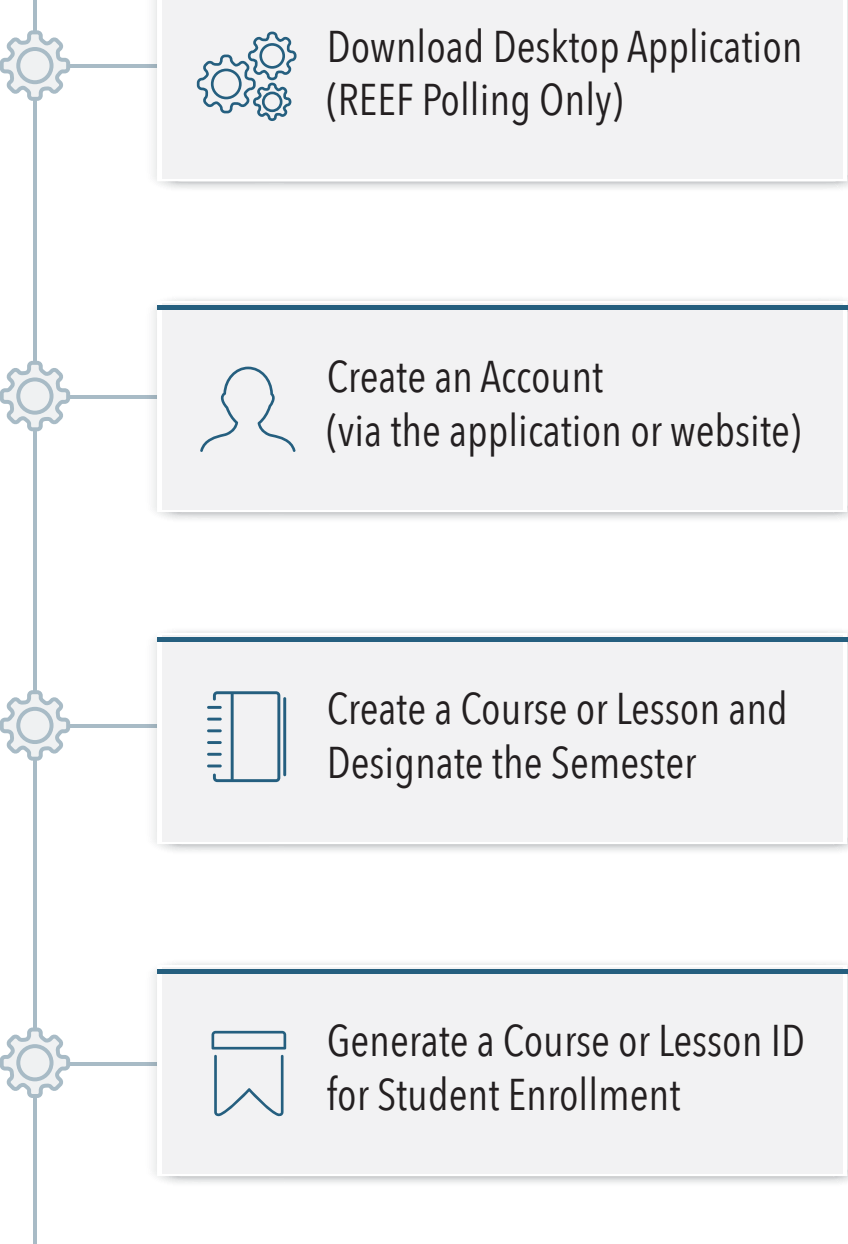 Download Desktop Application
(REEF Polling Only)
Create an Account
(via the application or website)
Create a Course or Lesson and
Designate the Semester
Generate a Course or Lesson ID
for Student Enrollment